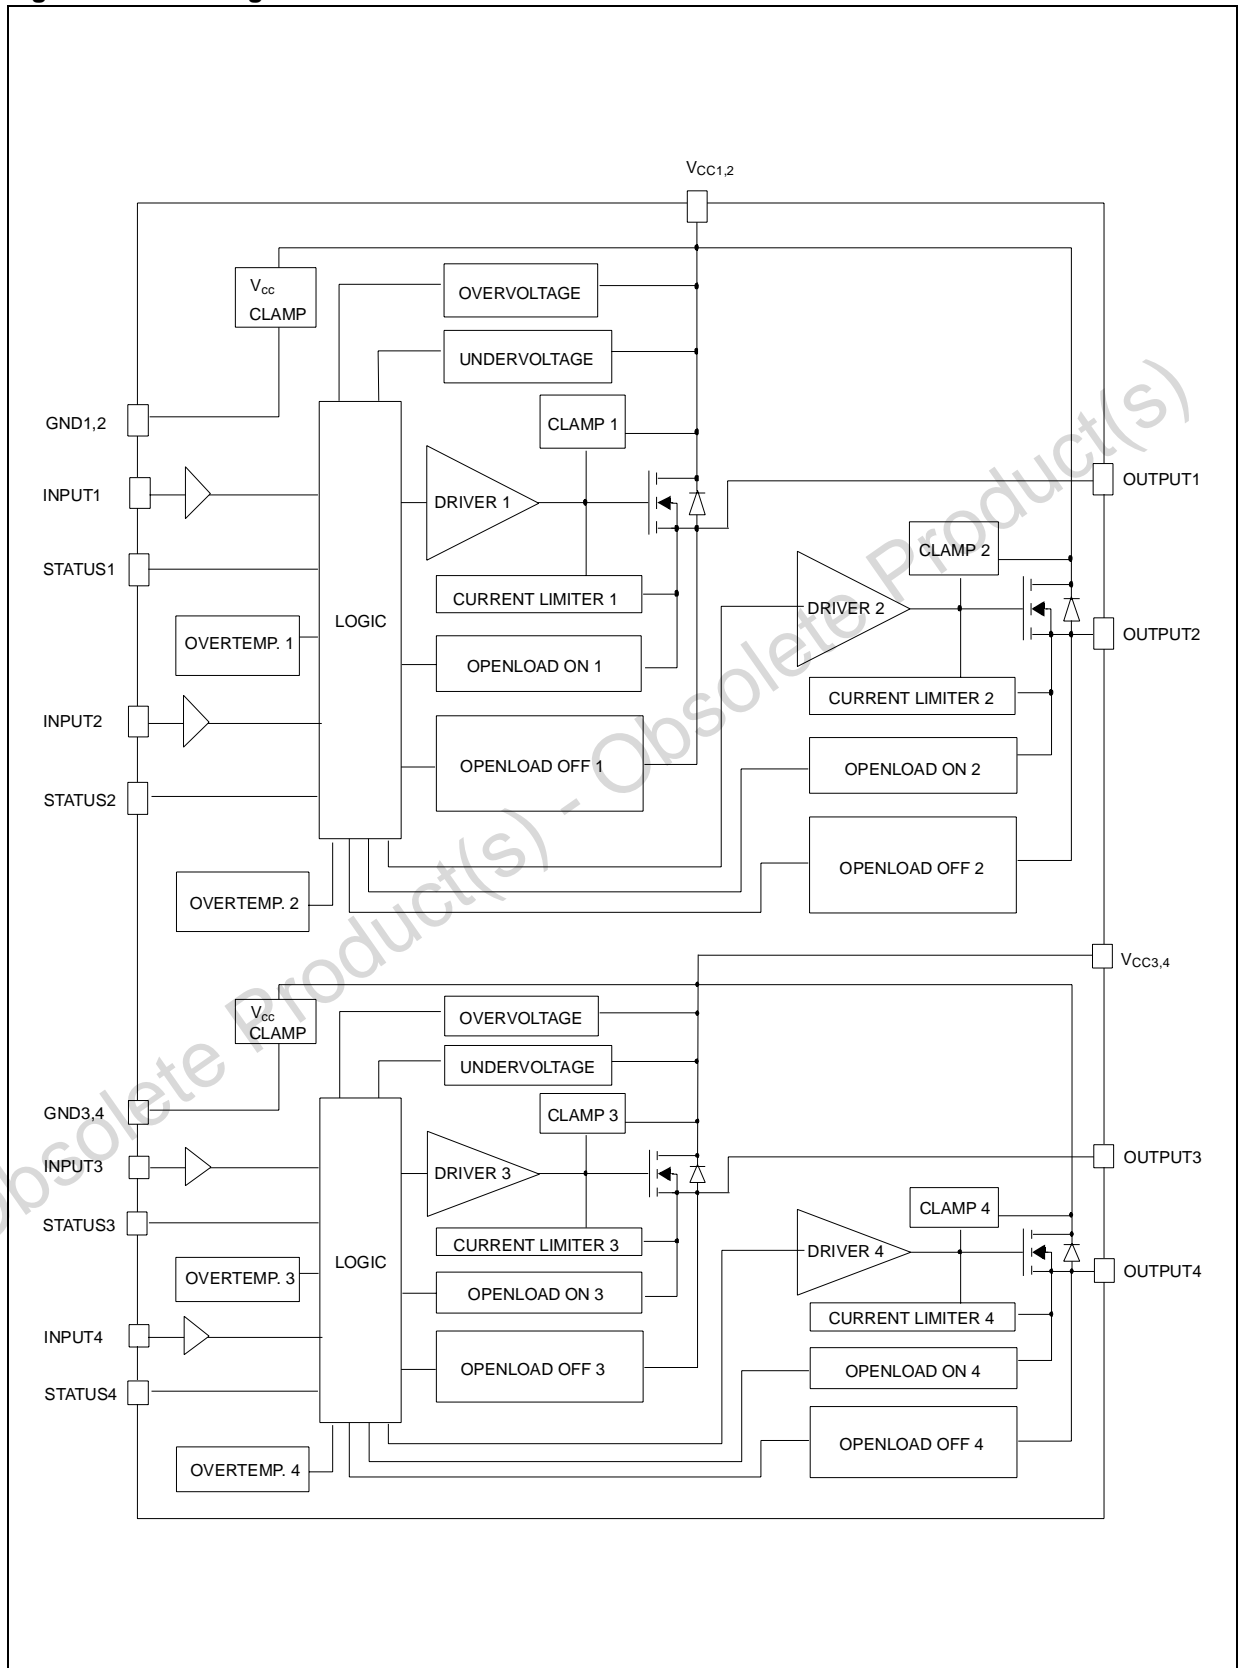 V_CC1,2
V_cc
CLAMP
OVERVOLTAGE
UNDERVOLTAGE
GND1,2
CLAMP 1
INPUT1
DRIVER 1
OUTPUT1
STATUS1
CLAMP 2
CURRENT LIMITER 1
DRIVER 2
LOGIC
OVERTEMP. 1
OUTPUT2
OPENLOAD ON 1
CURRENT LIMITER 2
INPUT2
OPENLOAD OFF 1
OPENLOAD ON 2
STATUS2
OPENLOAD OFF 2
OVERTEMP. 2
V_CC3,4
V_cc
CLAMP
OVERVOLTAGE
UNDERVOLTAGE
GND3,4
CLAMP 3
INPUT3
DRIVER 3
OUTPUT3
STATUS3
CLAMP 4
CURRENT LIMITER 3
DRIVER 4
LOGIC
OVERTEMP. 3
OUTPUT4
OPENLOAD ON 3
CURRENT LIMITER 4
INPUT4
OPENLOAD OFF 3
OPENLOAD ON 4
STATUS4
OPENLOAD OFF 4
OVERTEMP. 4
Obsolete Product(s) - Obsolete Product(s)